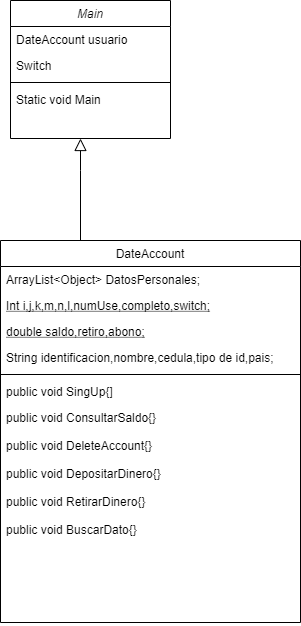 Main
DateAccount usuario
Switch
Static void Main
DateAccount
ArrayList<Object> DatosPersonales;
Int i,j,k,m,n,l,numUse,completo,switch;
double saldo,retiro,abono;
String identificacion,nombre,cedula,tipo de id,pais;
public void SingUp{]
public void ConsultarSaldo{}
public void DeleteAccount{}
public void DepositarDinero{}
public void RetirarDinero{}
public void BuscarDato{}